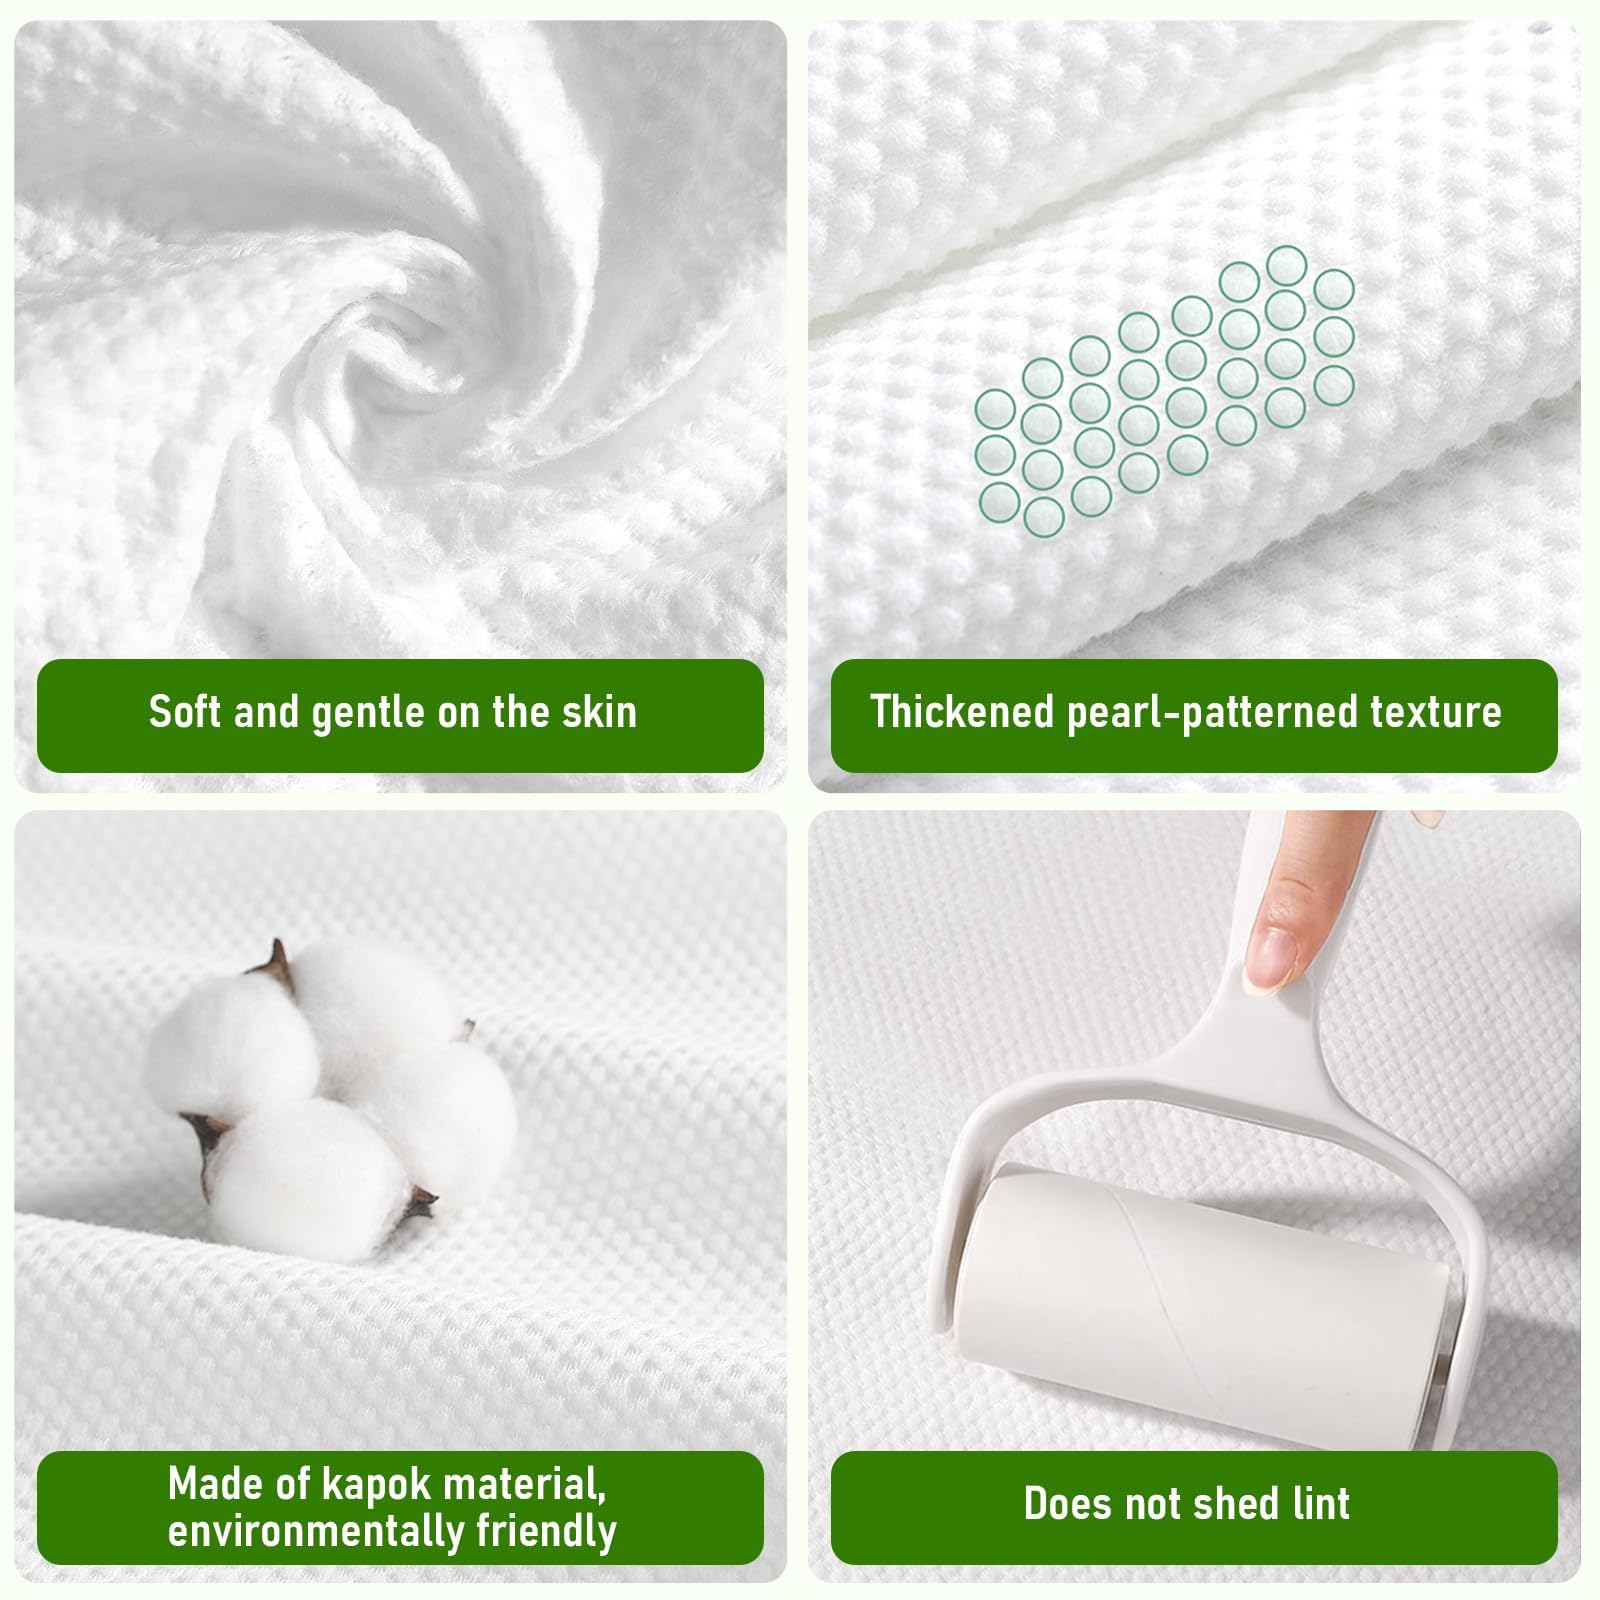 Soft and gentle on the skin
Thickened pearl-patterned texture
Made of kapok material,
environmentally friendly
Does not shed lint